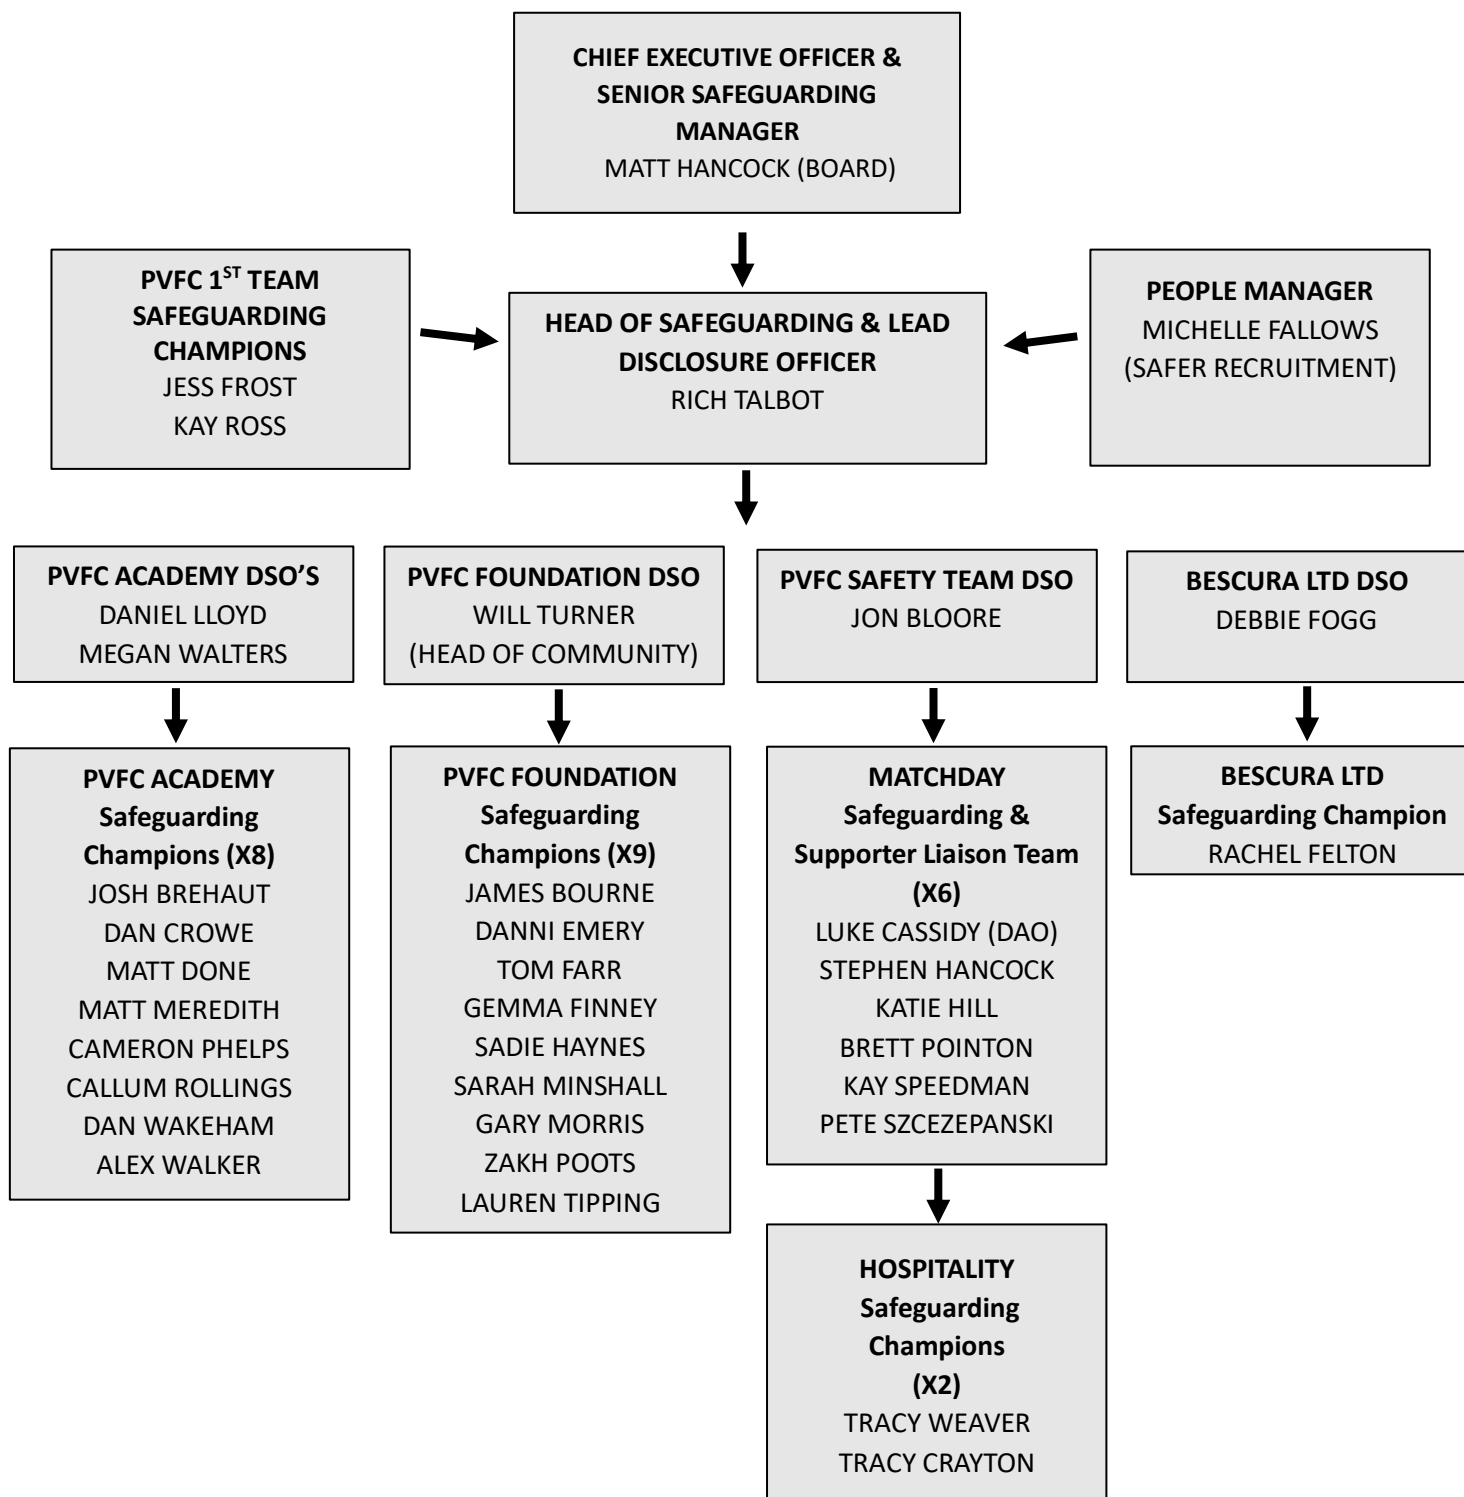 CHIEF EXECUTIVE OFFICER &
SENIOR SAFEGUARDING
MANAGER
MATT HANCOCK (BOARD)
PVFC 1ST TEAM
SAFEGUARDING
CHAMPIONS
JESS FROST
KAY ROSS
HEAD OF SAFEGUARDING & LEAD
DISCLOSURE OFFICER
RICH TALBOT
PEOPLE MANAGER
MICHELLE FALLOWS
(SAFER RECRUITMENT)
PVFC ACADEMY DSO’S
DANIEL LLOYD
MEGAN WALTERS
PVFC FOUNDATION DSO
WILL TURNER
(HEAD OF COMMUNITY)
PVFC SAFETY TEAM DSO
JON BLOORE
BESCURA LTD DSO
DEBBIE FOGG
PVFC ACADEMY
Safeguarding
Champions (X8)
JOSH BREHAUT
DAN CROWE
MATT DONE
MATT MEREDITH
CAMERON PHELPS
CALLUM ROLLINGS
DAN WAKEHAM
ALEX WALKER
PVFC FOUNDATION
Safeguarding
Champions (X9)
JAMES BOURNE
DANNI EMERY
TOM FARR
GEMMA FINNEY
SADIE HAYNES
SARAH MINSHALL
GARY MORRIS
ZAKH POOTS
LAUREN TIPPING
MATCHDAY
Safeguarding &
Supporter Liaison Team
(X6)
LUKE CASSIDY (DAO)
STEPHEN HANCOCK
KATIE HILL
BRETT POINTON
KAY SPEEDMAN
PETE SZCEZEPANSKI
BESCURA LTD
Safeguarding Champion
RACHEL FELTON
HOSPITALITY
Safeguarding
Champions
(X2)
TRACY WEAVER
TRACY CRAYTON